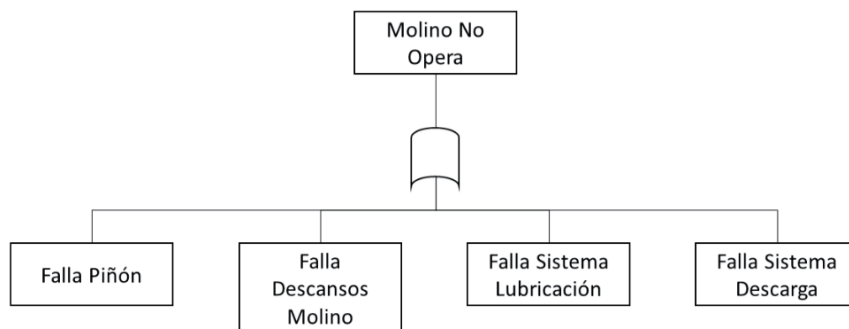 Molino No
Opera
Falla Piñón
Falla
Descansos
Molino
Falla Sistema
Lubricación
Falla Sistema
Descarga